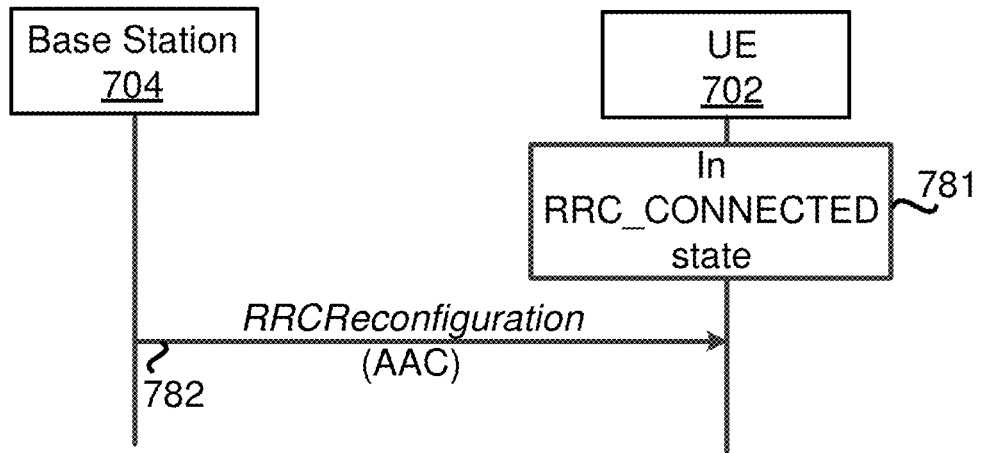 Base Station
704
UE
702
In
RRC_CONNECTED
state
781
RRCReconfiguration
(AAC)
782